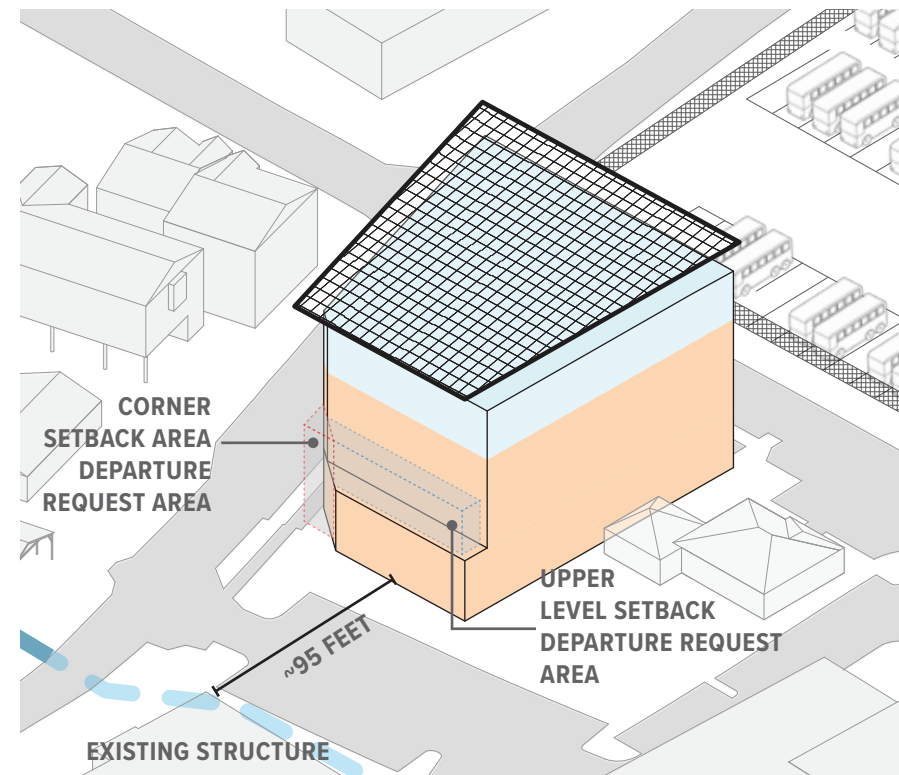 CORNER
SETBACK AREA
DEPARTURE
REQUEST AREA
UPPER
LEVEL SETBACK
DEPARTURE REQUEST
AREA
~95 FEET
EXISTING STRUCTURE